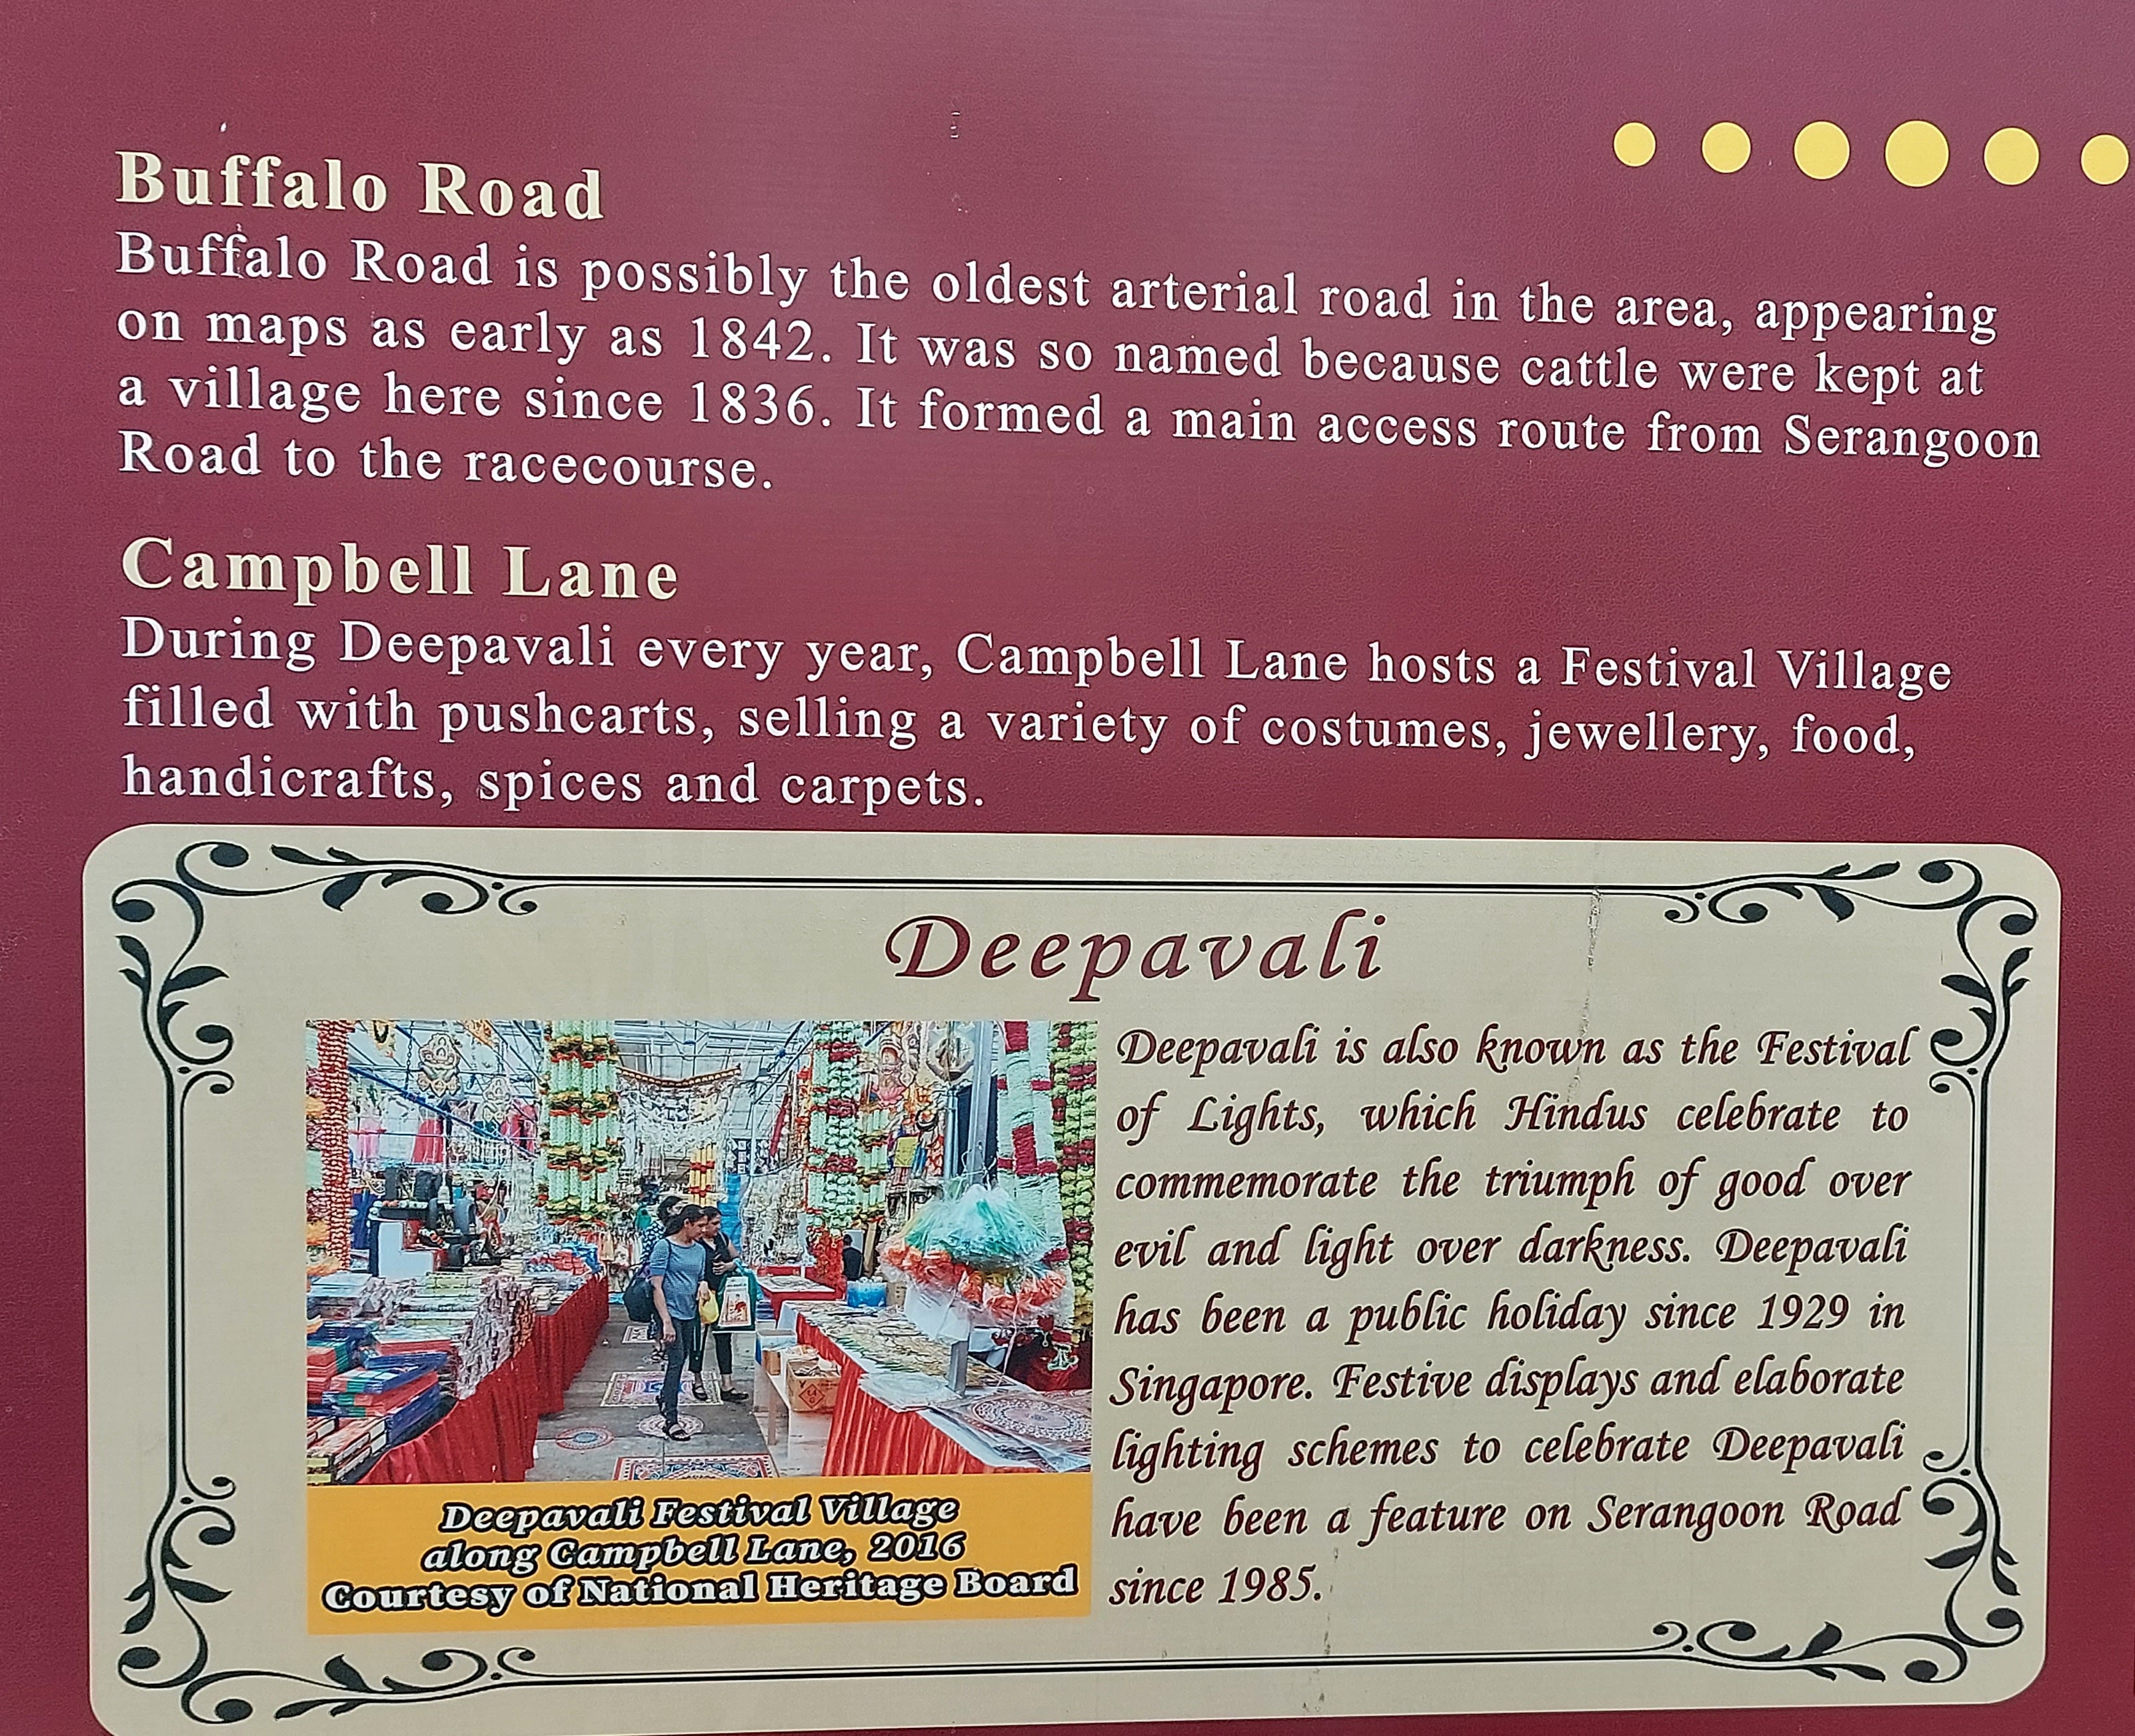 Buffalo Road
Buffalo Road is possibly the oldest arterial road in the area, appearing
on maps as early as 1842. It was so named because cattle were kept at
a village here since 1836. It formed a main access route from Serangoon
Road to the racecourse.
Campbell Lane
During Deepavali every year, Campbell Lane hosts a Festival Village
filled with pushcarts, selling a variety of costumes, jewellery, food,
handicrafts, spices and carpets.
Deepavali
Deepavali is also known as the Festival
of Lights, which Hindus celebrate to
commemorate the triumph of good over
evil and light over darkness. Deepavali
has been a public holiday since 1929 in
Singapore. Festive displays and elaborate
lighting schemes to celebrate Deepavali
have been a feature on Serangoon Road
since 1985.
Deepavali Festival Village
along Campbell Lane, 2016
Courtesy of National Heritage Board